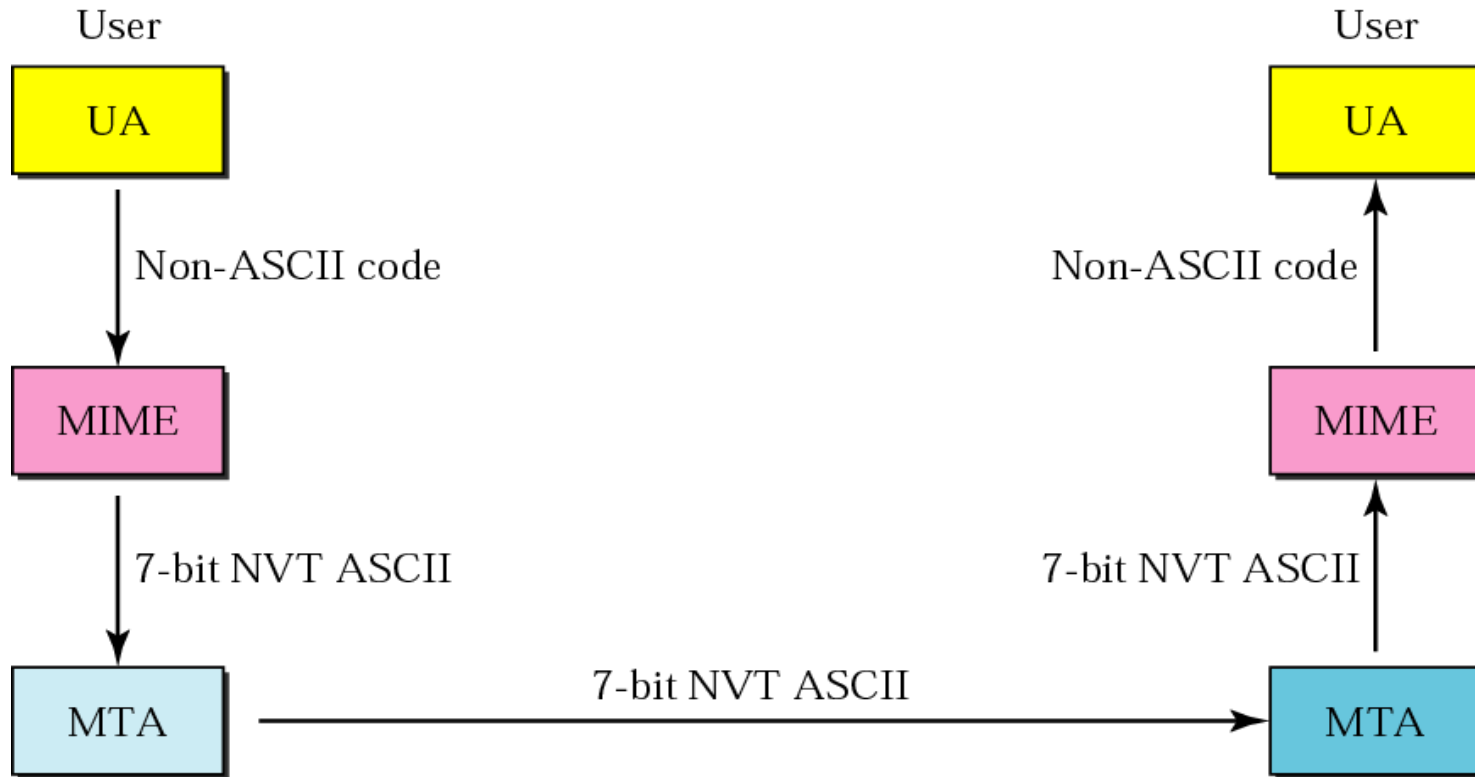 User
User
UA
UA
Non-ASCII code
Non-ASCII code
MIME
MIME
7-bit NVT ASCII
7-bit NVT ASCII
7-bit NVT ASCII
MTA
MTA